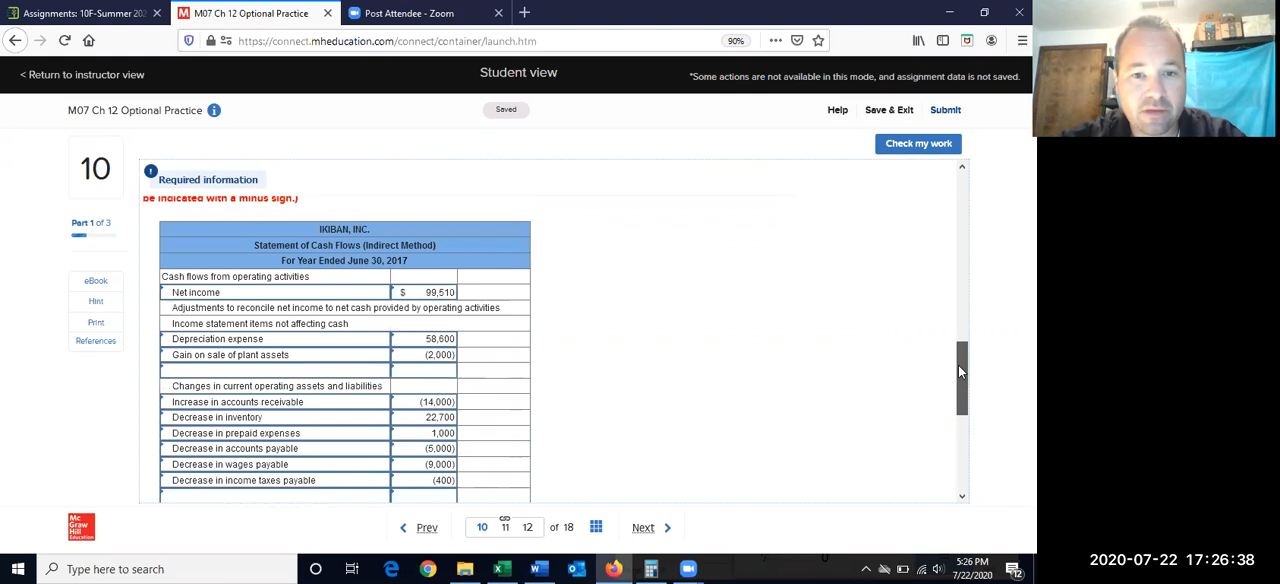 Assignments: 10F-Summer 202
M07 Ch 12 Optional Practice
Post Attendee - Zoom
https://connect.mheducation.com/connect/container/launch.htm
90%
< Return to instructor view
Student view
*Some actions are not available in this mode, and assignment data is not saved.
M07 Ch 12 Optional Practice
Saved
Help
Save & Exit
Submit
Check my work
10
Part 1 of 3
eBook
Hint
Print
References
Required information
be indicated with a minus sign.)
IKIBAN, INC.
Statement of Cash Flows (Indirect Method)
For Year Ended June 30, 2017
Cash flows from operating activities
Net income $ 99,510
Adjustments to reconcile net income to net cash provided by operating activities
Income statement items not affecting cash
Depreciation expense 58,600
Gain on sale of plant assets (2,000)
Changes in current operating assets and liabilities
Increase in accounts receivable (14,000)
Decrease in inventory 22,700
Decrease in prepaid expenses 1,000
Decrease in accounts payable (5,000)
Decrease in wages payable (9,000)
Decrease in income taxes payable (400)
Mc
Graw
Hill
Education
< Prev 10 11 12 of 18 Next >
Type here to search
5:26 PM
7/22/2020
12
2020-07-22 17:26:38